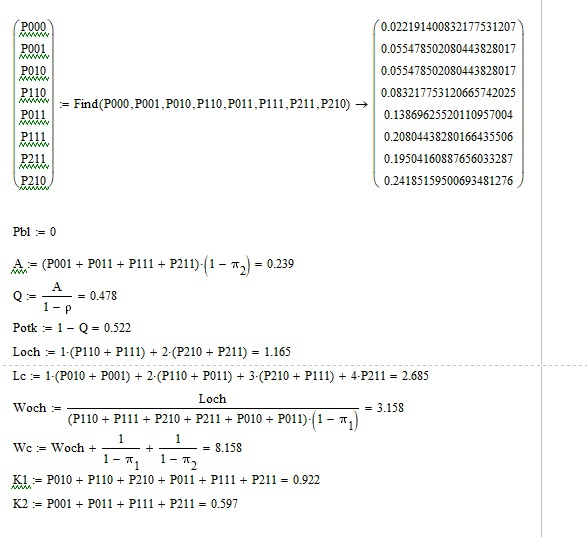 P000
P001
P010
P110
P011
P111
P211
P210
:= Find(P000,P001,P010,P110,P011,P111,P211,P210) →
0.022191400832177531207
0.05547850208044382​8017
0.055478502080443828017
0.083217753120665742025
0.13869625520110957004
0.20804438280166435506
0.19504160887656033287
0.24185159500693481276
Pbl := 0
A := (P001 + P011 + P111 + P211)·(1 − π2) = 0.239
Q := A / (1 − ρ) = 0.478
Potk := 1 − Q = 0.522
Loch := 1·(P110 + P111) + 2·(P210 + P211) = 1.165
Lc := 1·(P010 + P001) + 2·(P110 + P011) + 3·(P210 + P111) + 4·P211 = 2.685
Woch := Loch / ((P110 + P111 + P210 + P211 + P010 + P011)·(1 − π1)) = 3.158
Wc := Woch + 1 / (1 − π1) + 1 / (1 − π2) = 8.158
K1 := P010 + P110 + P210 + P011 + P111 + P211 = 0.922
K2 := P001 + P011 + P111 + P211 = 0.597